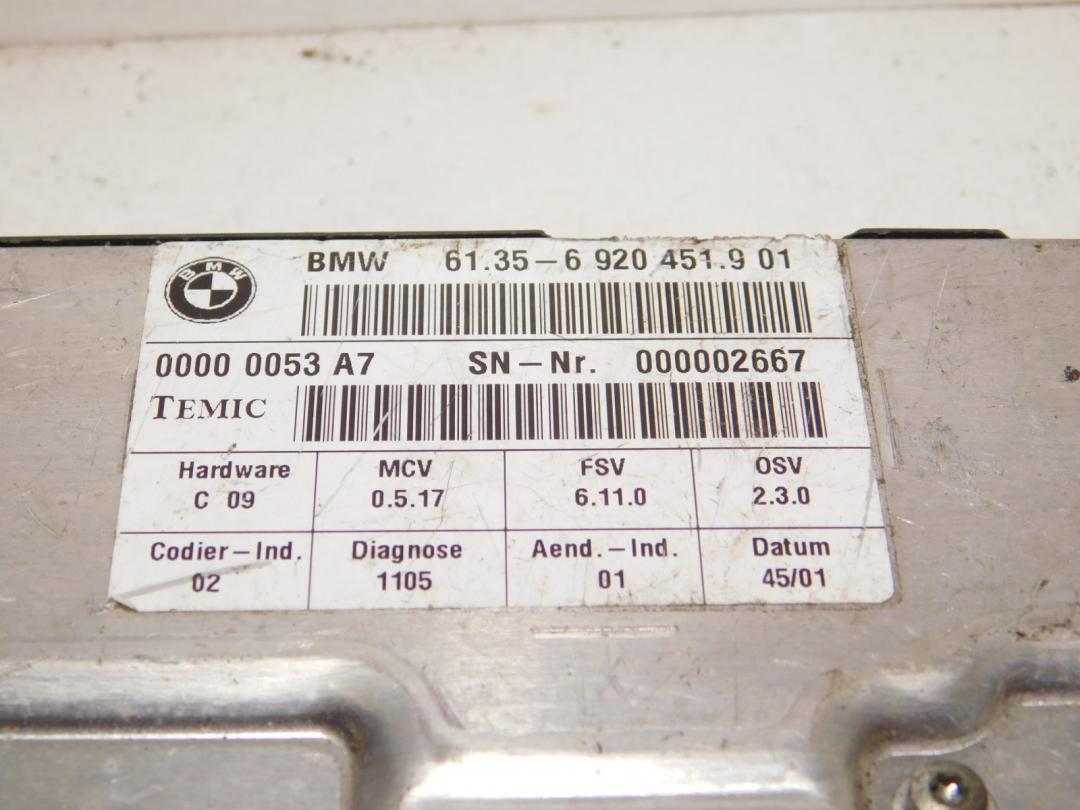 BMW
BMW 61.35-6 920 451.9 01
0000 0053 A7 SN-Nr. 000002667
TEMIC
Hardware MCV FSV OSV
C 09 0.5.17 6.11.0 2.3.0
Codier-Ind. Diagnose Aend.-Ind. Datum
02 1105 01 45/01